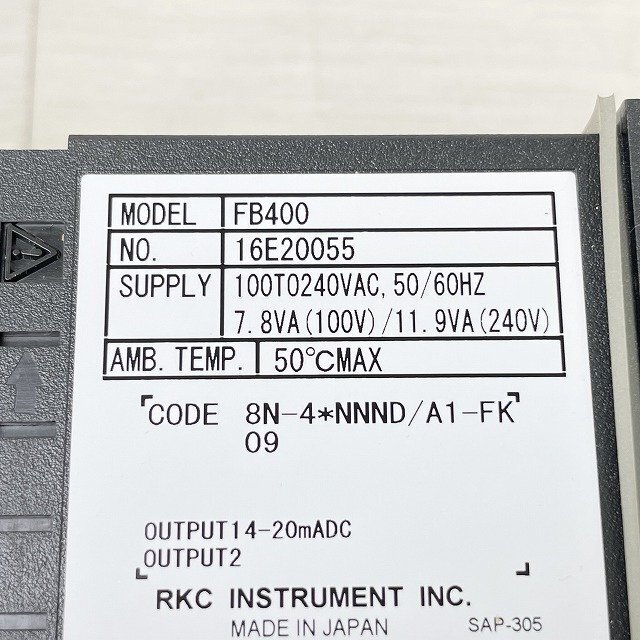 MODEL FB400
NO. 16E20055
SUPPLY 100TO240VAC, 50/60HZ
7.8VA(100V)/11.9VA(240V)
AMB. TEMP. 50℃MAX
CODE 8N-4*NNND/A1-FK
09
OUTPUT14-20mADC
OUTPUT2
RKC INSTRUMENT INC.
MADE IN JAPAN SAP-305